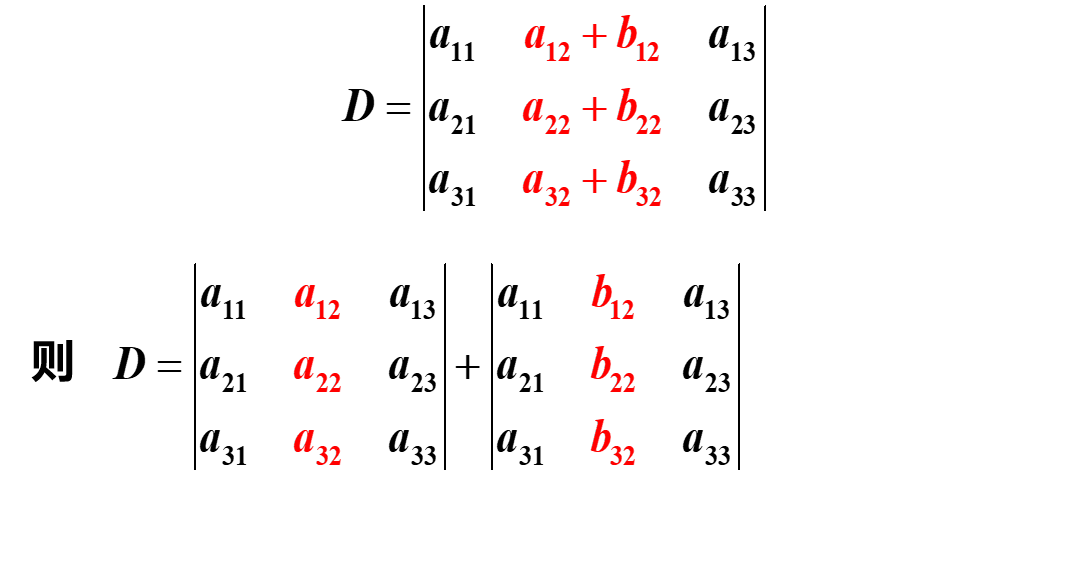 D = | a₁₁ a₁₂ + b₁₂ a₁₃ |
| a₂₁ a₂₂ + b₂₂ a₂₃ |
| a₃₁ a₃₂ + b₃₂ a₃₃ |
则 D = | a₁₁ a₁₂ a₁₃ | + | a₁₁ b₁₂ a₁₃ |
| a₂₁ a₂₂ a₂₃ | | a₂₁ b₂₂ a₂₃ |
| a₃₁ a₃₂ a₃₃ | | a₃₁ b₃₂ a₃₃ |